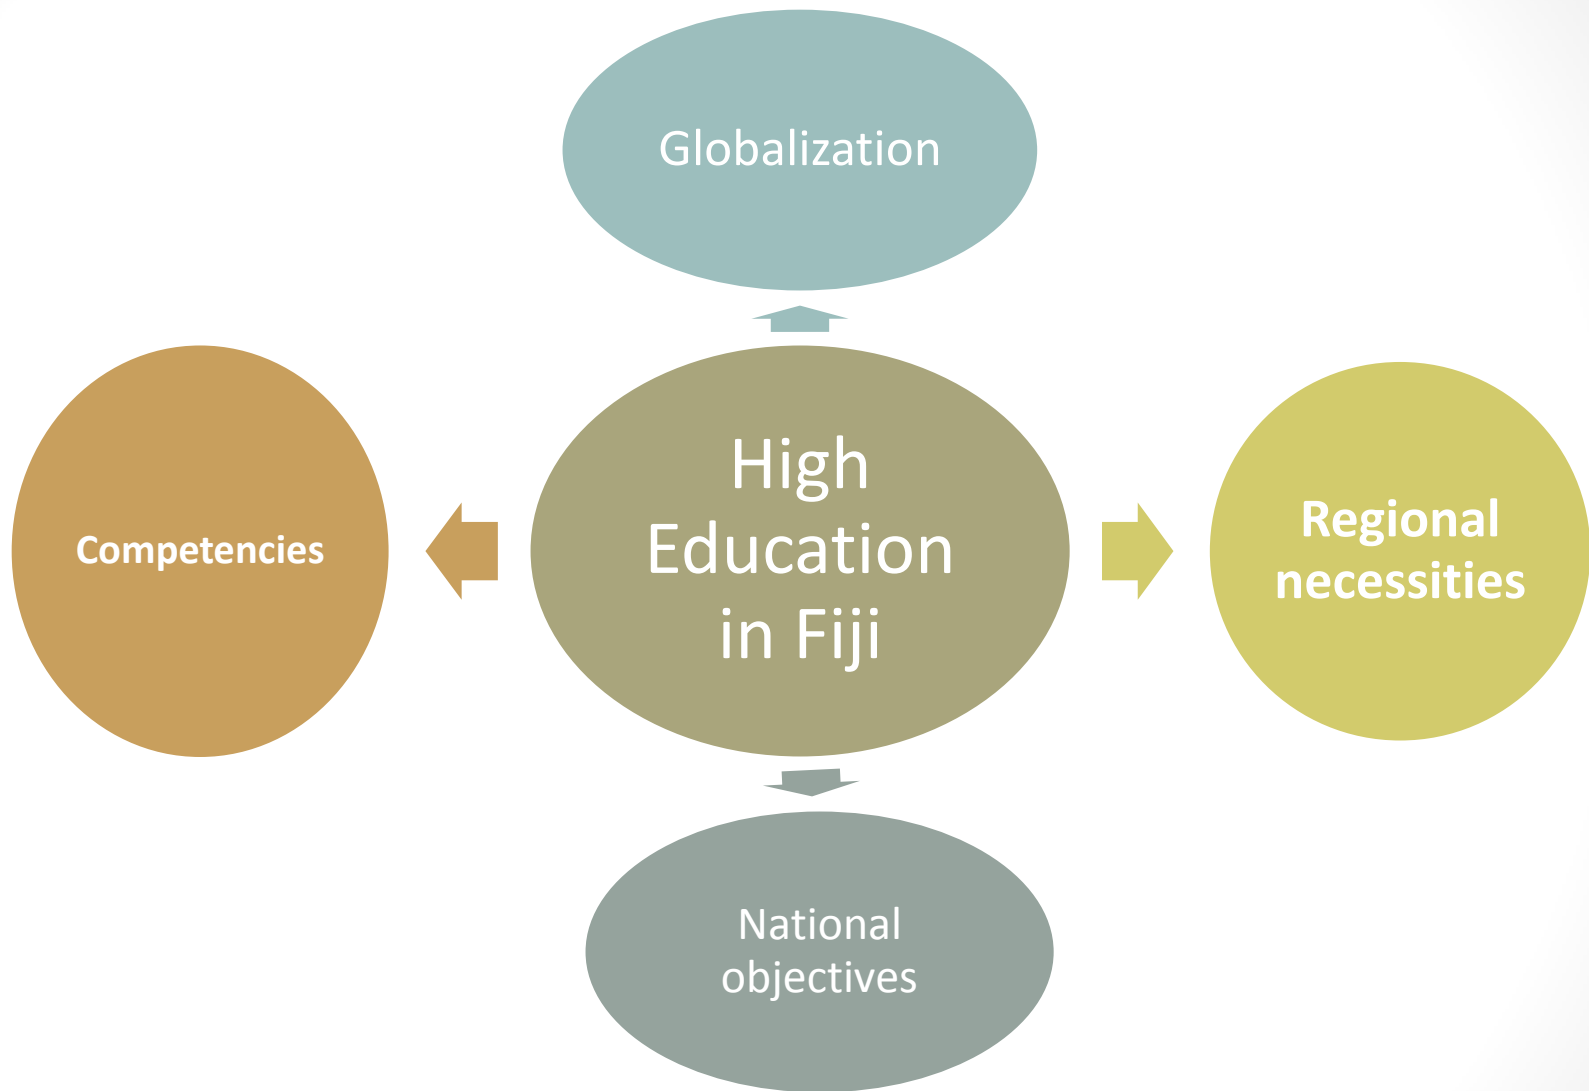 Globalization
High
Education
in Fiji
Competencies
Regional
necessities
National
objectives